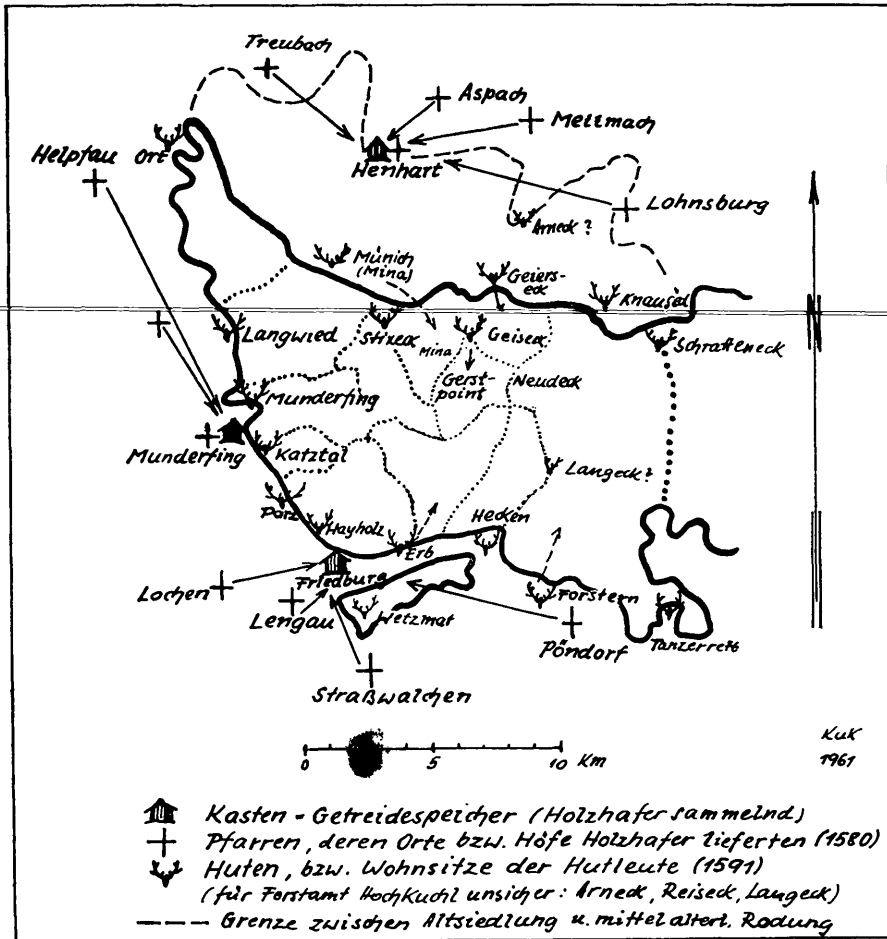 Treubach
Aspach
Mettmach
Helpfau
Ort
Henhart
Lohnsburg
Arneck?
Münich
(Mina)
Geiers-
eck
Knausöd
Langwied
Stixeck
Mina
Geiseck
Schratteneck
Gerst-
point
Neudeck
Munderfing
Munderfing
Katztal
Langeck?
Parz
Hayholz
Erb
Hecken
Friedburg
Lochen
Lengau
Wetzmat
Forstern
Pöndorf
Tanzerreit
Straßwalchen
0 5 10 Km
KuK
1961
Kasten - Getreidespeicher (Holzhafer sammelnd)
Pfarren, deren Orte bzw. Höfe Holzhafer lieferten (1580)
Huten, bzw. Wohnsitze der Hutleute (1591)
(für Forstamt HochKuchl unsicher: Arneck, Reiseck, Langeck)
Grenze zwischen Altsiedlung u. mittelalterl. Rodung